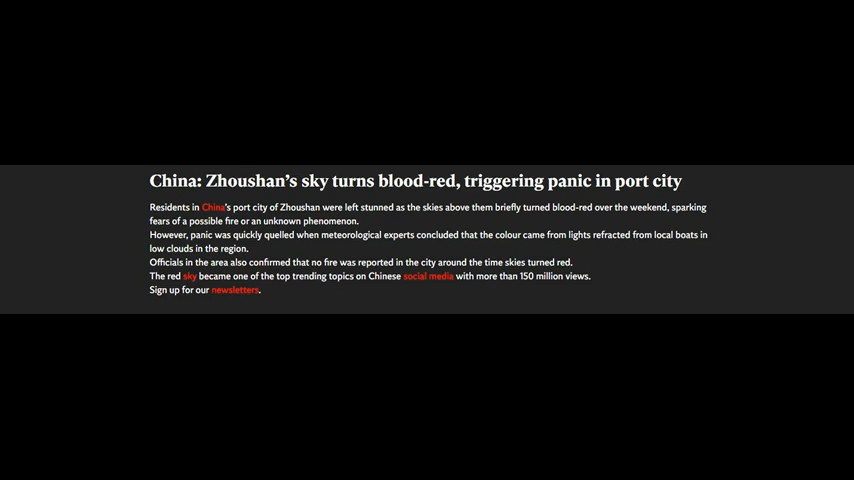 China: Zhoushan’s sky turns blood-red, triggering panic in port city
Residents in China's port city of Zhoushan were left stunned as the skies above them briefly turned blood-red over the weekend, sparking
fears of a possible fire or an unknown phenomenon.
However, panic was quickly quelled when meteorological experts concluded that the colour came from lights refracted from local boats in
low clouds in the region.
Officials in the area also confirmed that no fire was reported in the city around the time skies turned red.
The red sky became one of the top trending topics on Chinese social media with more than 150 million views.
Sign up for our newsletters.